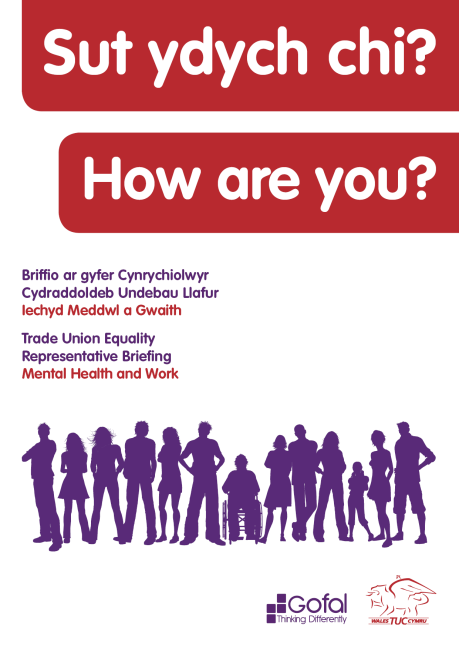 Sut ydych chi?
How are you?
Briffio ar gyfer Cynrychiolwyr
Cydraddoldeb Undebau Llafur
Iechyd Meddwl a Gwaith
Trade Union Equality
Representative Briefing
Mental Health and Work
Gofal
Thinking Differently
WALES TUC CYMRU